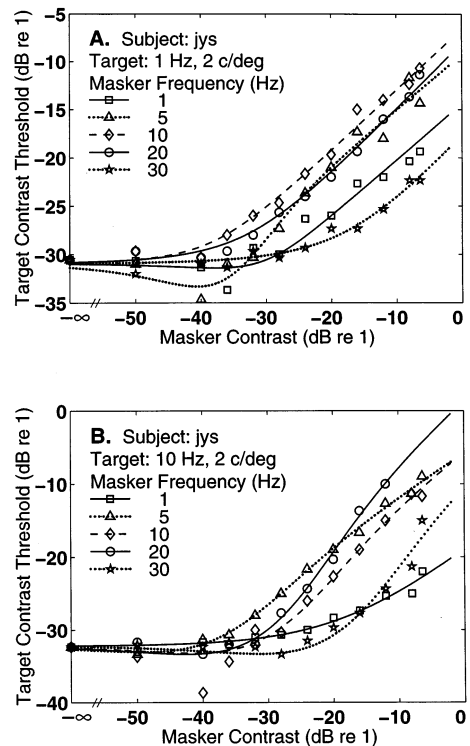 A. Subject: jys
Target: 1 Hz, 2 c/deg
Masker Frequency (Hz)
1
5
10
20
30
Target Contrast Threshold (dB re 1)
−5
−10
−15
−20
−25
−30
−35
−∞ −50 −40 −30 −20 −10 0
Masker Contrast (dB re 1)
B. Subject: jys
Target: 10 Hz, 2 c/deg
Masker Frequency (Hz)
1
5
10
20
30
Target Contrast Threshold (dB re 1)
0
−10
−20
−30
−40
−∞ −50 −40 −30 −20 −10 0
Masker Contrast (dB re 1)